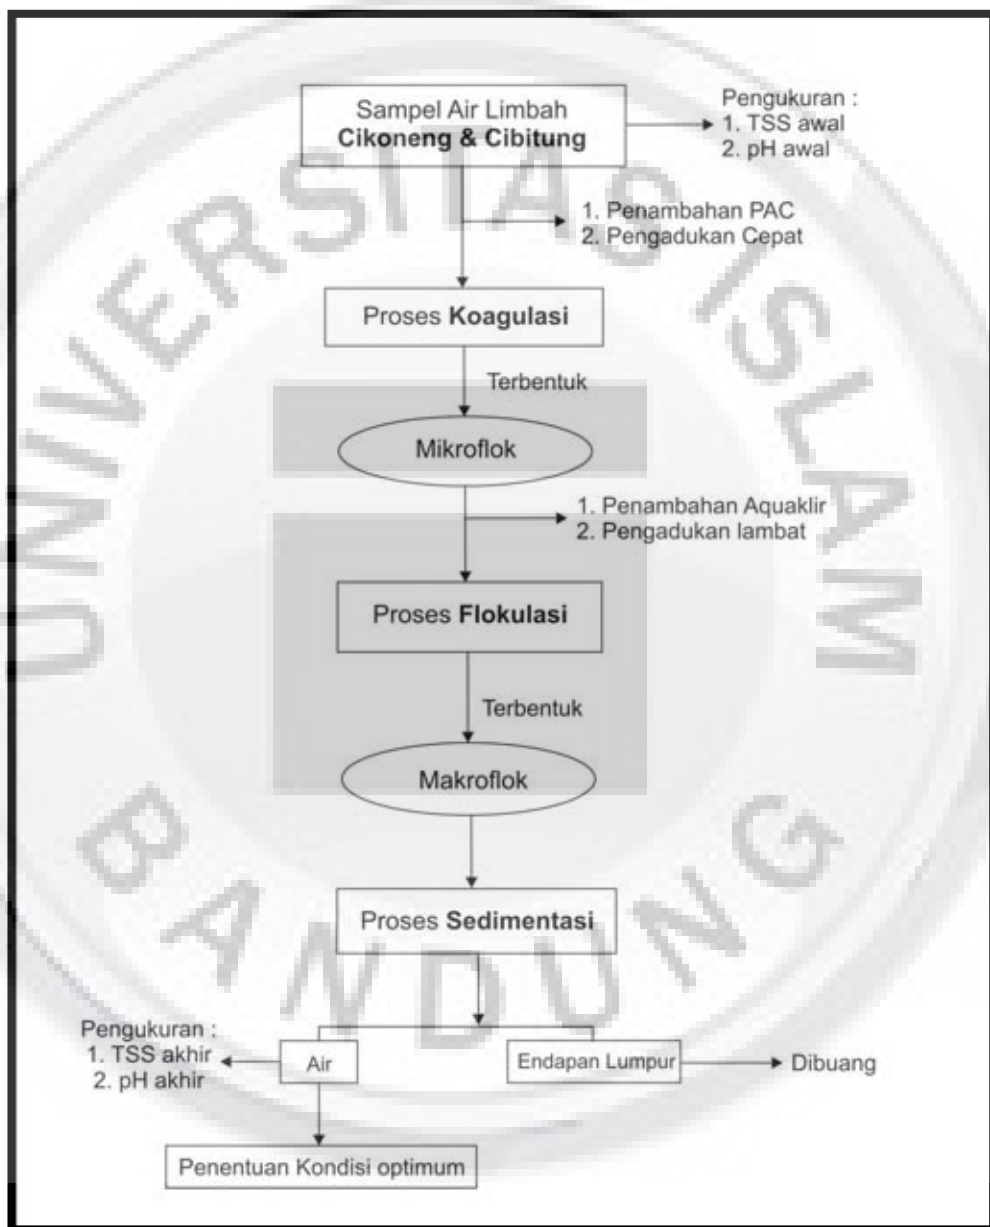 Sampel Air Limbah
Cikoneng & Cibitung
Pengukuran :
1. TSS awal
2. pH awal
1. Penambahan PAC
2. Pengadukan Cepat
Proses Koagulasi
Terbentuk
Mikroflok
1. Penambahan Aquaklir
2. Pengadukan lambat
Proses Flokulasi
Terbentuk
Makroflok
Proses Sedimentasi
Pengukuran :
1. TSS akhir
2. pH akhir
Air
Endapan Lumpur
Dibuang
Penentuan Kondisi optimum
UNIVERSITAS ISLAM
BANDUNG